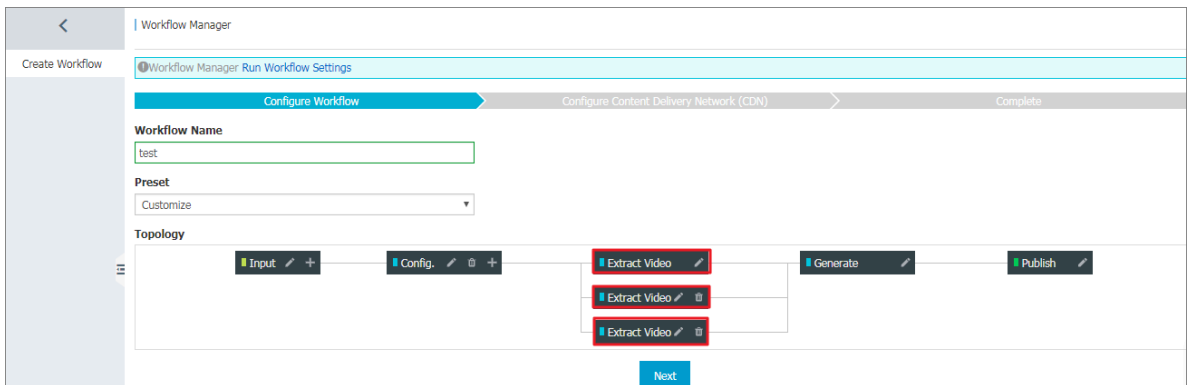 Workflow Manager
Create Workflow
Workflow Manager Run Workflow Settings
Configure Workflow
Configure Content Delivery Network (CDN)
Complete
Workflow Name
test
Preset
Customize
Topology
Input
Config.
Extract Video
Generate
Publish
Extract Video
Extract Video
Next